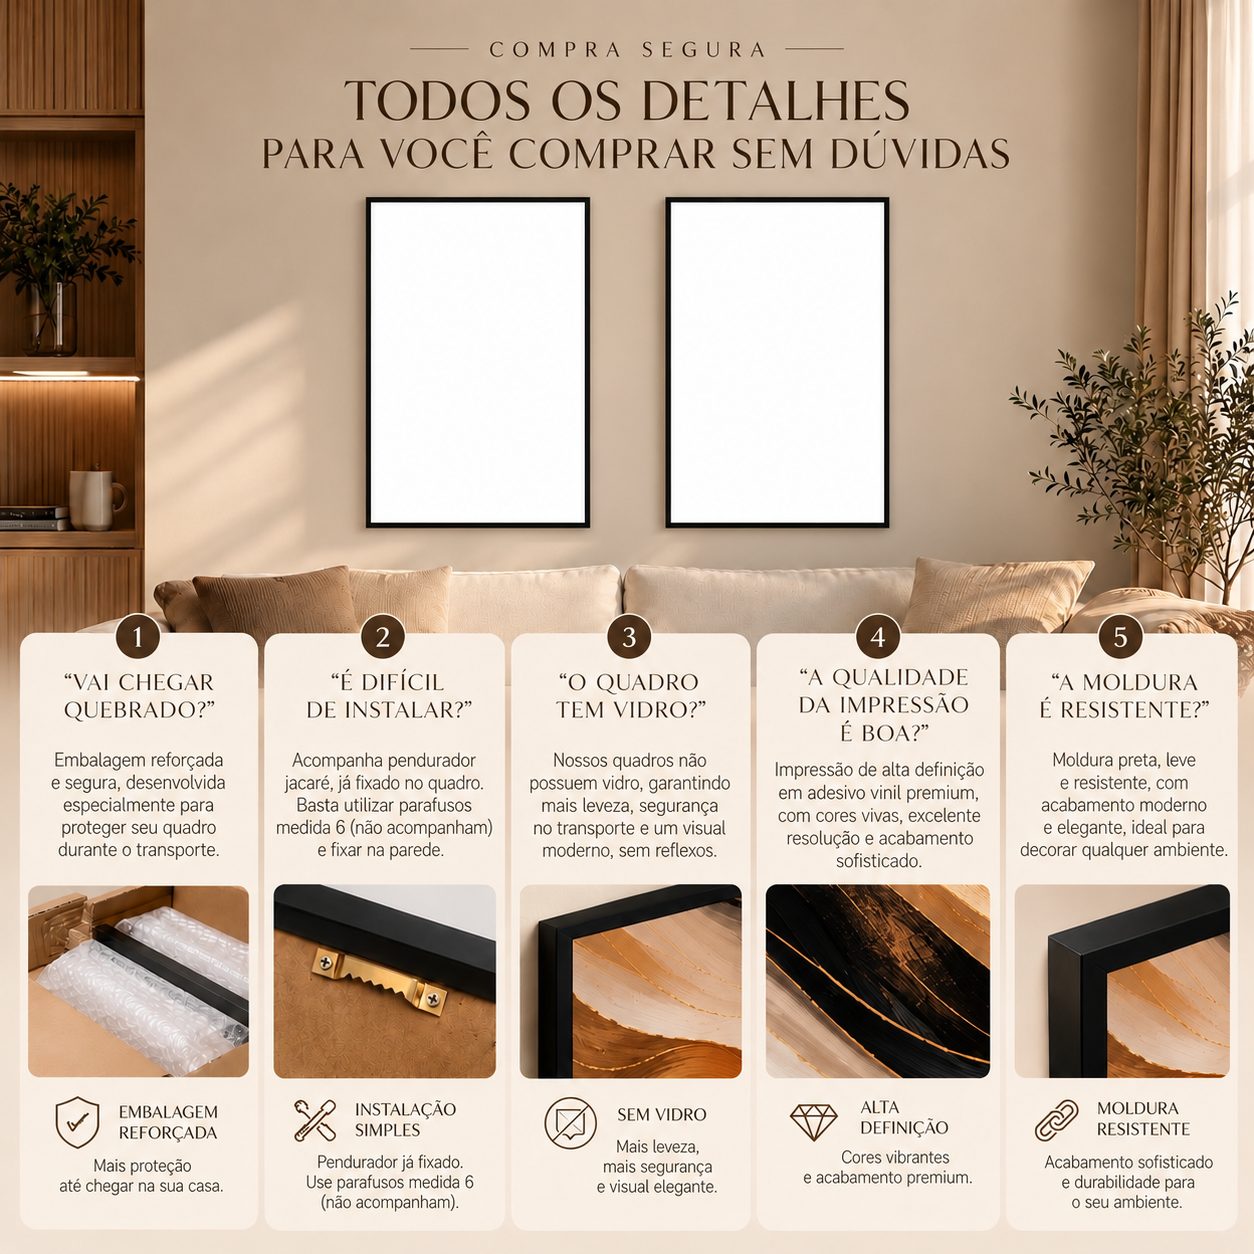 COMPRA SEGURA
TODOS OS DETALHES
PARA VOCÊ COMPRAR SEM DÚVIDAS
1
“VAI CHEGAR
QUEBRADO?”
Embalagem reforçada
e segura, desenvolvida
especialmente para
proteger seu quadro
durante o transporte.
EMBALAGEM
REFORÇADA
Mais proteção
até chegar na sua casa.
2
“É DIFÍCIL
DE INSTALAR?”
Acompanha pendurador
jacaré, já fixado no quadro.
Basta utilizar parafusos
medida 6 (não acompanham)
e fixar na parede.
INSTALAÇÃO
SIMPLES
Pendurador já fixado.
Use parafusos medida 6
(não acompanham).
3
“O QUADRO
TEM VIDRO?”
Nossos quadros não
possuem vidro, garantindo
mais leveza, segurança
no transporte e um visual
moderno, sem reflexos.
SEM VIDRO
Mais leveza,
mais segurança
e visual elegante.
4
“A QUALIDADE
DA IMPRESSÃO
É BOA?”
Impressão de alta definição
em adesivo vinil premium,
com cores vivas, excelente
resolução e acabamento
sofisticado.
ALTA
DEFINIÇÃO
Cores vibrantes
e acabamento premium.
5
“A MOLDURA
É RESISTENTE?”
Moldura preta, leve
e resistente, com
acabamento moderno
e elegante, ideal para
decorar qualquer ambiente.
MOLDURA
RESISTENTE
Acabamento sofisticado
e durabilidade para
o seu ambiente.